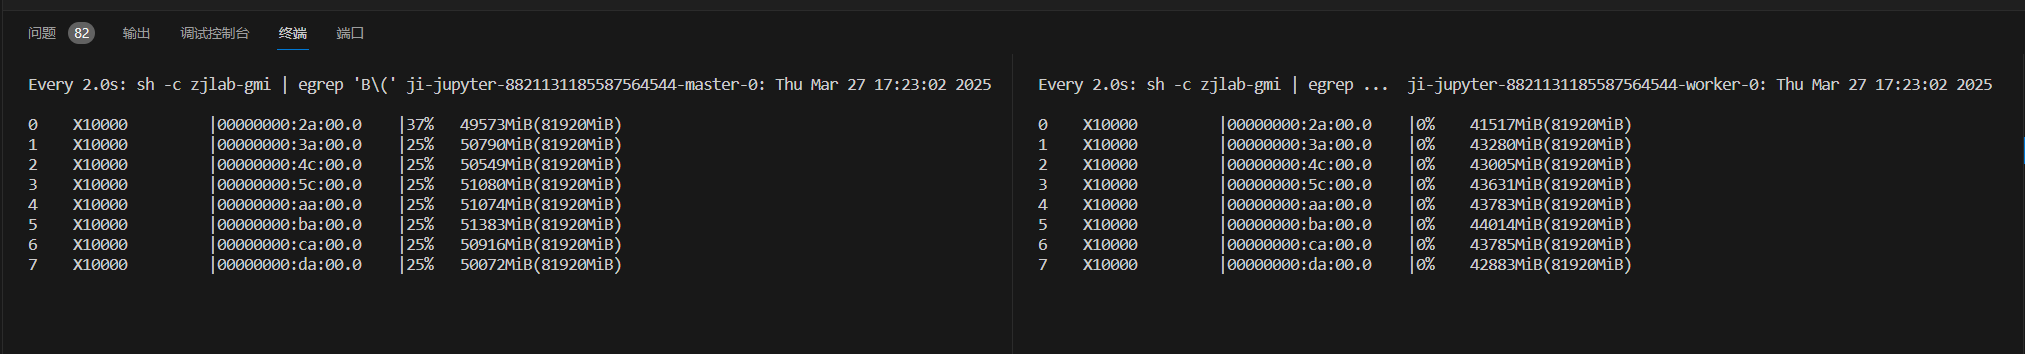 问题 82 输出 调试控制台 终端 端口
Every 2.0s: sh -c zjlab-gmi | egrep 'B\(' ji-jupyter-8821131185587564544-master-0: Thu Mar 27 17:23:02 2025
0 X10000 |00000000:2a:00.0 |37% 49573MiB(81920MiB)
1 X10000 |00000000:3a:00.0 |25% 50790MiB(81920MiB)
2 X10000 |00000000:4c:00.0 |25% 50549MiB(81920MiB)
3 X10000 |00000000:5c:00.0 |25% 51080MiB(81920MiB)
4 X10000 |00000000:aa:00.0 |25% 51074MiB(81920MiB)
5 X10000 |00000000:ba:00.0 |25% 51383MiB(81920MiB)
6 X10000 |00000000:ca:00.0 |25% 50916MiB(81920MiB)
7 X10000 |00000000:da:00.0 |25% 50072MiB(81920MiB)
Every 2.0s: sh -c zjlab-gmi | egrep ... ji-jupyter-8821131185587564544-worker-0: Thu Mar 27 17:23:02 2025
0 X10000 |00000000:2a:00.0 |0% 41517MiB(81920MiB)
1 X10000 |00000000:3a:00.0 |0% 43280MiB(81920MiB)
2 X10000 |00000000:4c:00.0 |0% 43005MiB(81920MiB)
3 X10000 |00000000:5c:00.0 |0% 43631MiB(81920MiB)
4 X10000 |00000000:aa:00.0 |0% 43783MiB(81920MiB)
5 X10000 |00000000:ba:00.0 |0% 44014MiB(81920MiB)
6 X10000 |00000000:ca:00.0 |0% 43785MiB(81920MiB)
7 X10000 |00000000:da:00.0 |0% 42883MiB(81920MiB)